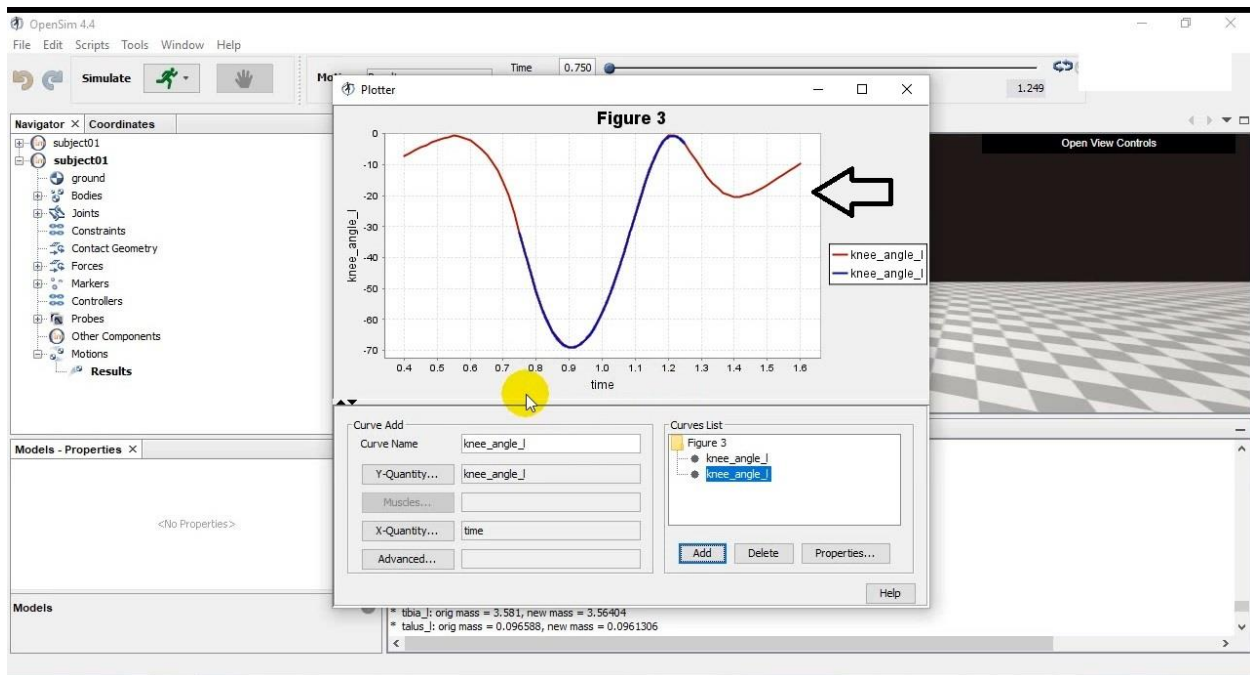 OpenSim 4.4
File Edit Scripts Tools Window Help
Simulate
Time 0.750
1.249
Plotter
Navigator × Coordinates
subject01
subject01
ground
Bodies
Joints
Constraints
Contact Geometry
Forces
Markers
Controllers
Probes
Other Components
Motions
Results
Open View Controls
Figure 3
0
-10
-20
-30
-40
-50
-60
-70
knee_angle_l
0.4 0.5 0.6 0.7 0.8 0.9 1.0 1.1 1.2 1.3 1.4 1.5 1.6
time
knee_angle_l
knee_angle_l
Curve Add
Curve Name knee_angle_l
Y-Quantity... knee_angle_l
Muscles...
X-Quantity... time
Advanced...
Curves List
Figure 3
knee_angle_l
knee_angle_l
Add Delete Properties...
Help
Models - Properties ×
<No Properties>
Models
* tibia_l: orig mass = 3.581, new mass = 3.56404
* talus_l: orig mass = 0.096588, new mass = 0.0961306